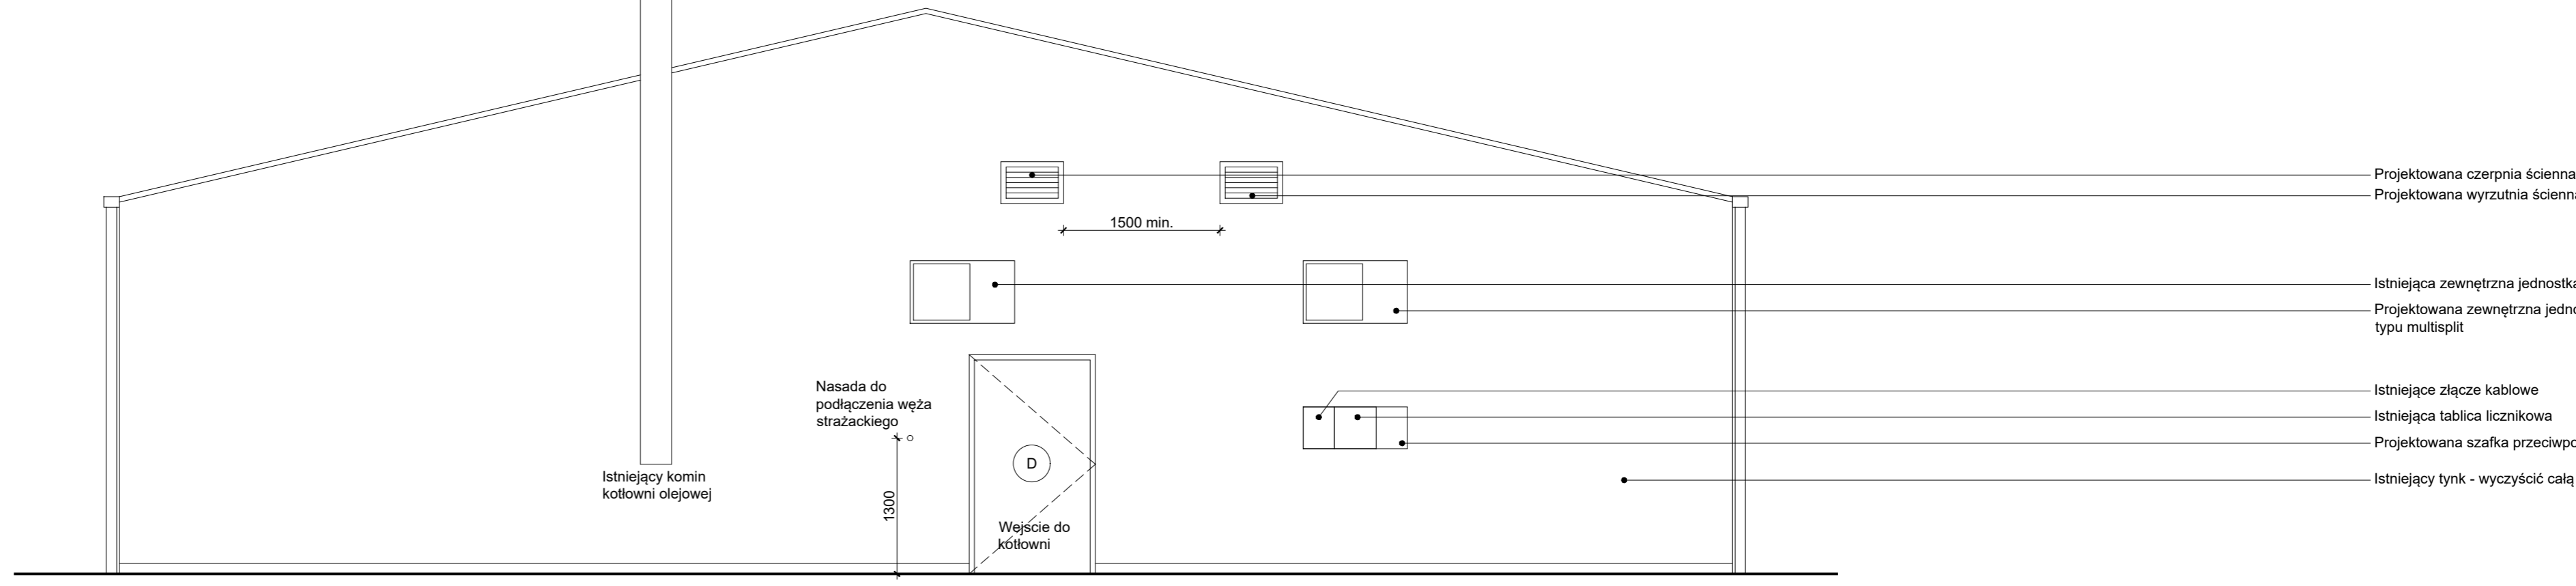 Projektowana czerpnia ścienna
Projektowana wyrzutnia ścienna
1500 min.
Istniejąca zewnętrzna jednostka
Projektowana zewnętrzna
typu multisplit
Nasada do
podłączenia węża
strażackiego
Istniejące złącze kablowe
Istniejąca tablica licznikowa
Projektowana szafka
D
Istniejący komin
kotłowni olejowej
Istniejący tynk - wyczyścić całą
1300
Wejście do
kotłowni